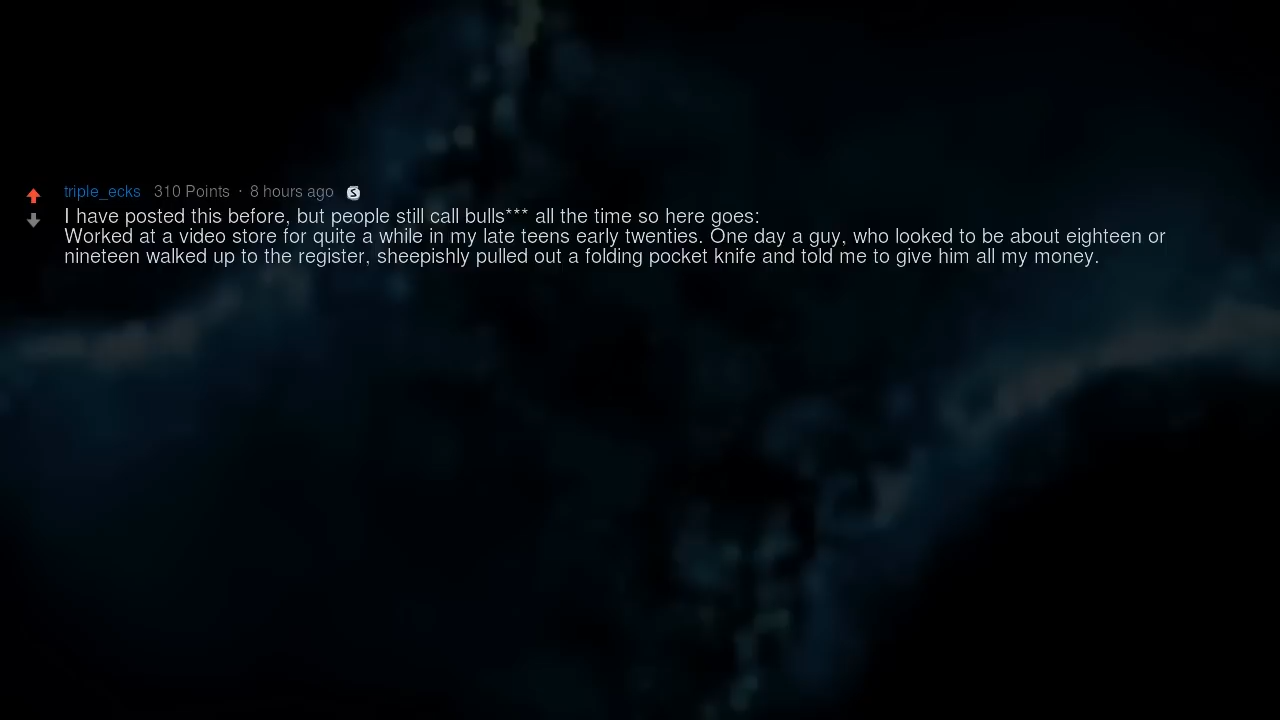 triple_ecks 310 Points · 8 hours ago
I have posted this before, but people still call bulls*** all the time so here goes:
Worked at a video store for quite a while in my late teens early twenties. One day a guy, who looked to be about eighteen or
nineteen walked up to the register, sheepishly pulled out a folding pocket knife and told me to give him all my money.